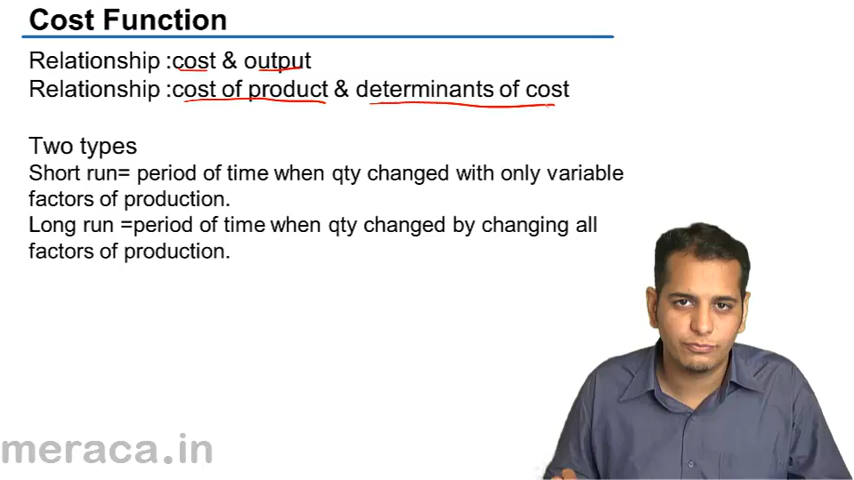 Cost Function
Relationship :cost & output
Relationship :cost of product & determinants of cost
Two types
Short run= period of time when qty changed with only variable
factors of production.
Long run =period of time when qty changed by changing all
factors of production.
meraca.in